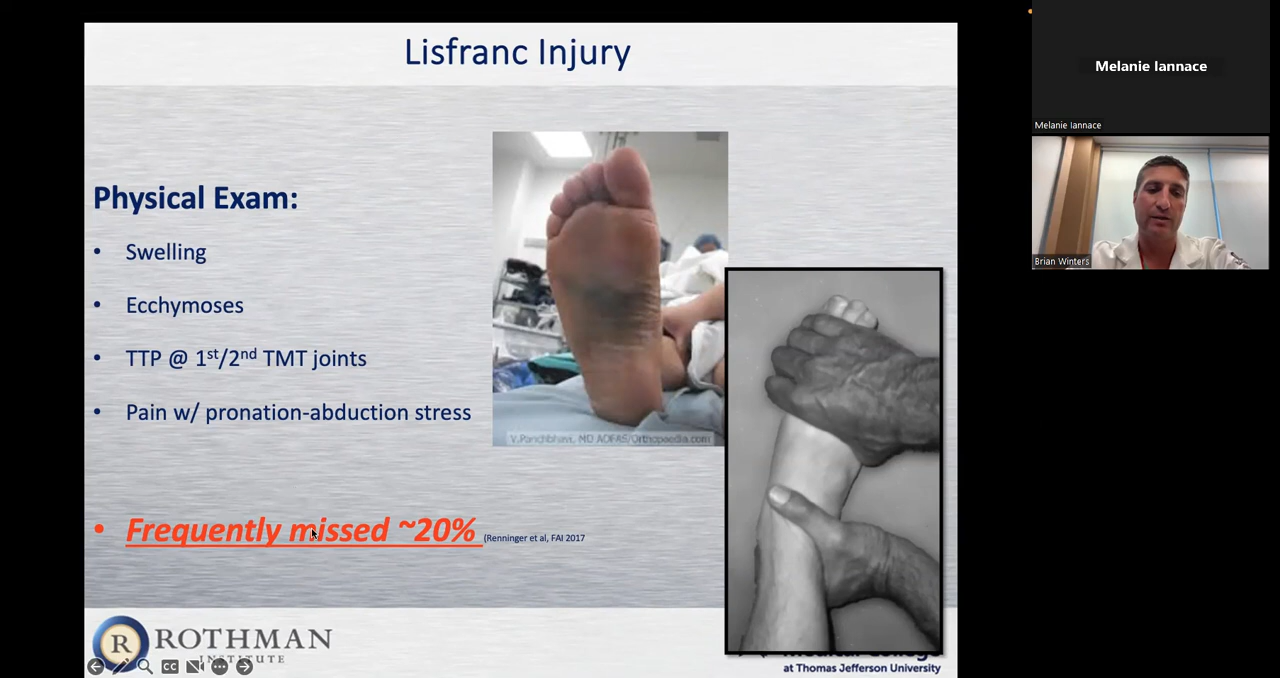 Lisfranc Injury
Physical Exam:
• Swelling
• Ecchymoses
• TTP @ 1st/2nd TMT joints
• Pain w/ pronation-abduction stress
• Frequently missed ~20% (Renninger et al, FAI 2017
V.Panchbhavi, MD AOFAS/Orthopaedia.com
R ROTHMAN
INSTITUTE
CC
at Thomas Jefferson University
Melanie Iannace
Melanie Iannace
Brian Winters